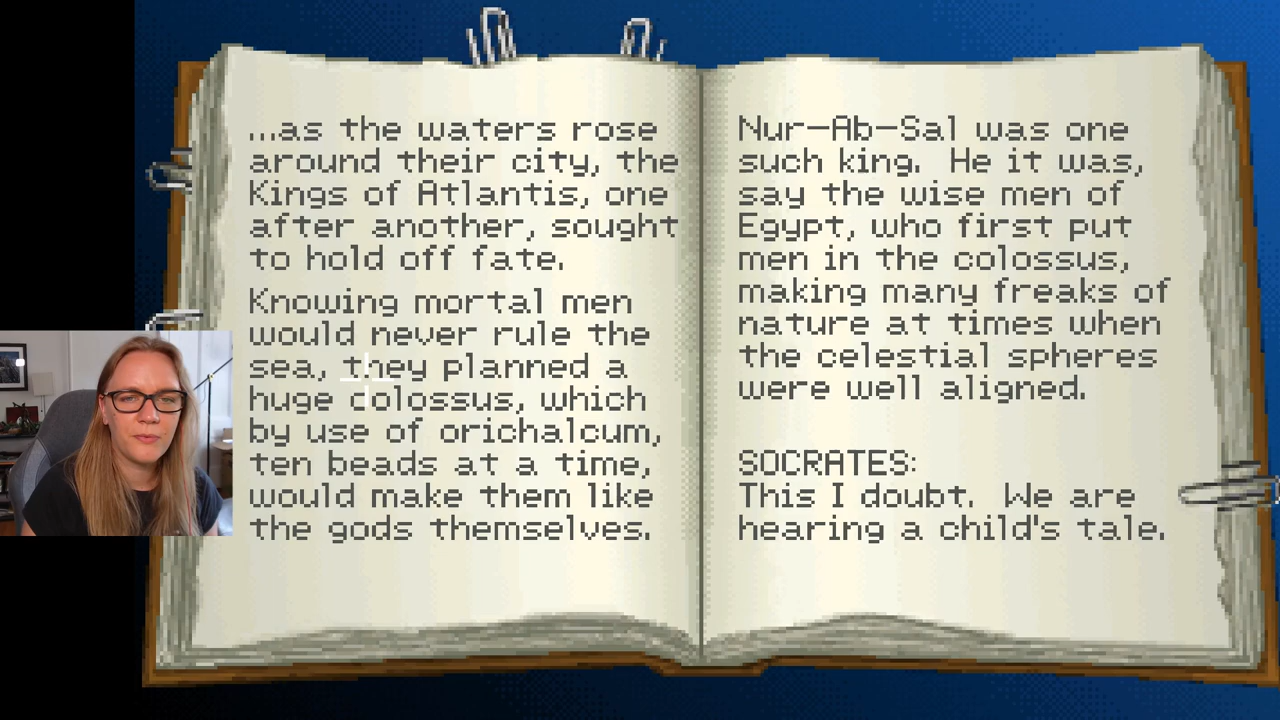 ...as the waters rose
around their city, the
Kings of Atlantis, one
after another, sought
to hold off fate.
Knowing mortal men
would never rule the
sea, they planned a
huge colossus, which
by use of orichalcum,
ten beads at a time,
would make them like
the gods themselves.
Nur-Ab-Sal was one
such king. He it was,
say the wise men of
Egypt, who first put
men in the colossus,
making many freaks of
nature at times when
the celestial spheres
were well aligned.
SOCRATES:
This I doubt. We are
hearing a child's tale.